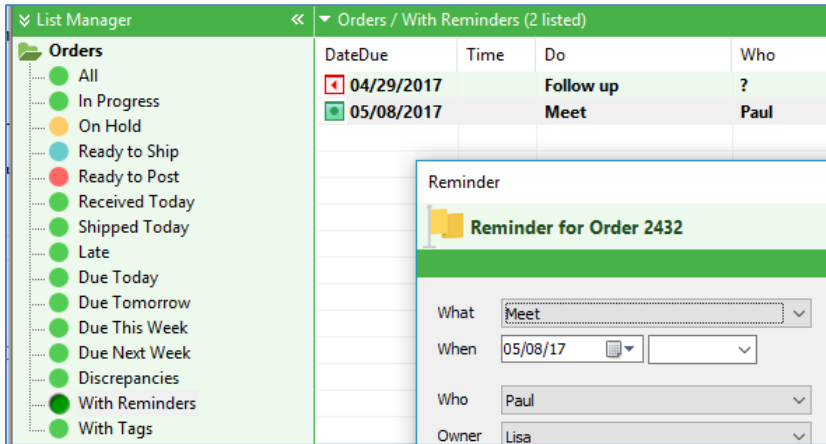 List Manager
Orders
All
In Progress
On Hold
Ready to Ship
Ready to Post
Received Today
Shipped Today
Late
Due Today
Due Tomorrow
Due This Week
Due Next Week
Discrepancies
With Reminders
With Tags
Orders / With Reminders (2 listed)
DateDue Time Do Who
04/29/2017 Follow up ?
05/08/2017 Meet Paul
Reminder
Reminder for Order 2432
What Meet
When 05/08/17
Who Paul
Owner Lisa